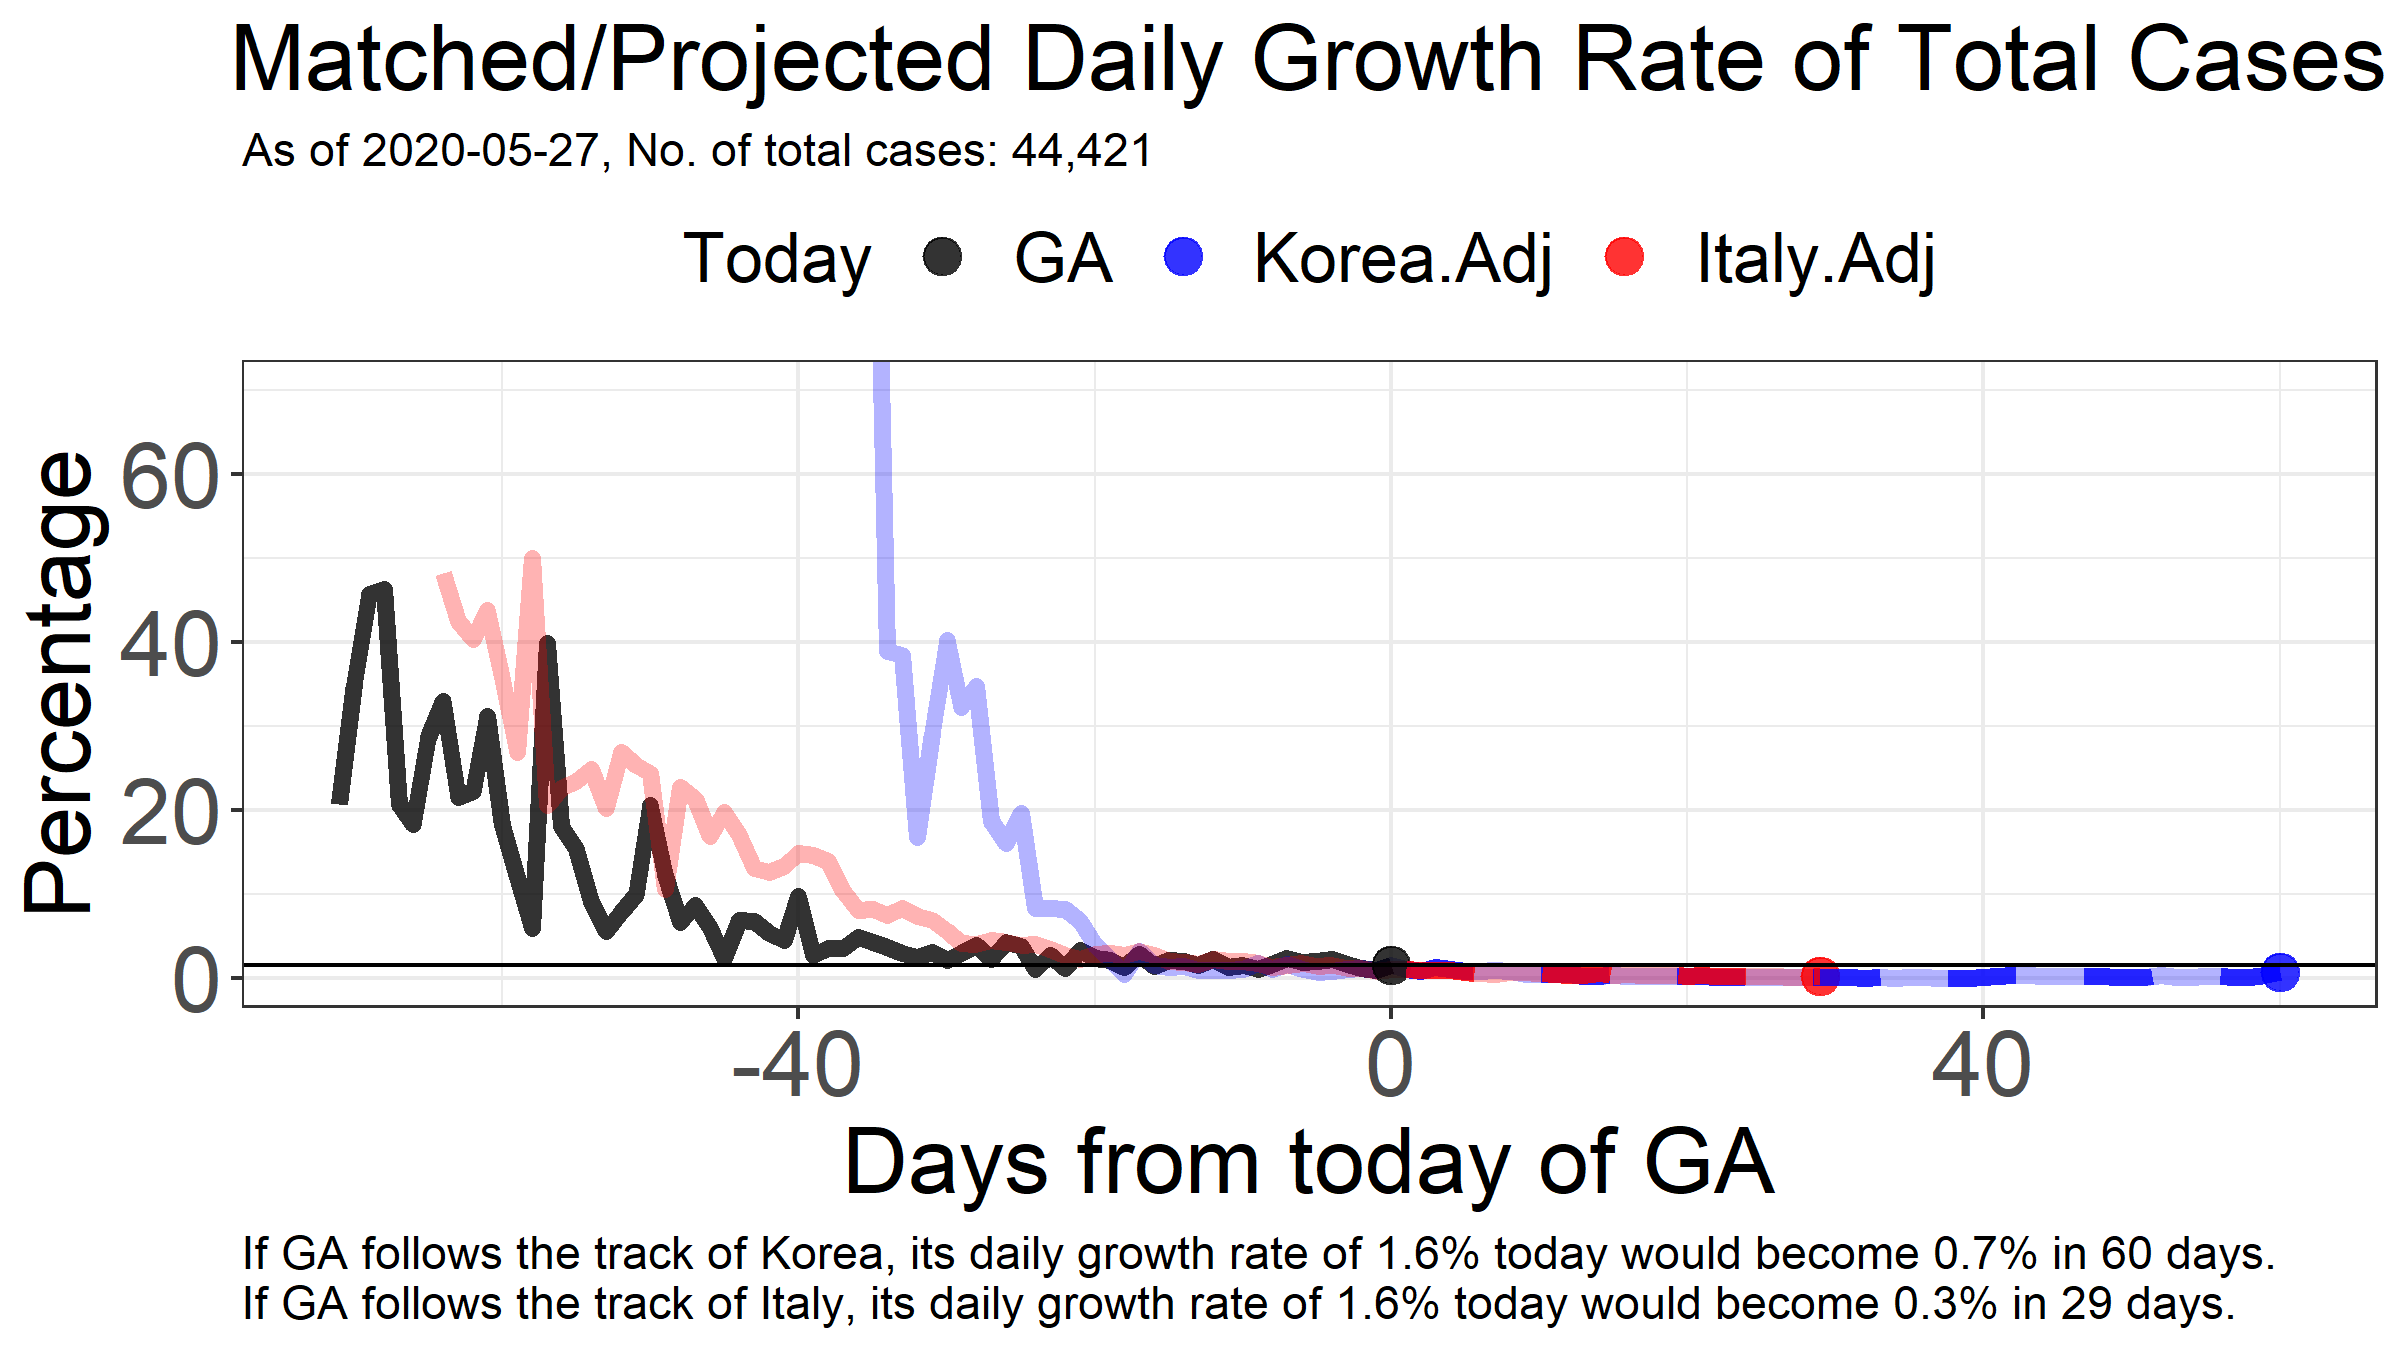 Matched/Projected Daily Growth Rate of Total Cases
As of 2020-05-27, No. of total cases: 44,421
Today GA Korea.Adj Italy.Adj
Percentage
60
40
20
0
-40 0 40
Days from today of GA
If GA follows the track of Korea, its daily growth rate of 1.6% today would become 0.7% in 60 days.
If GA follows the track of Italy, its daily growth rate of 1.6% today would become 0.3% in 29 days.